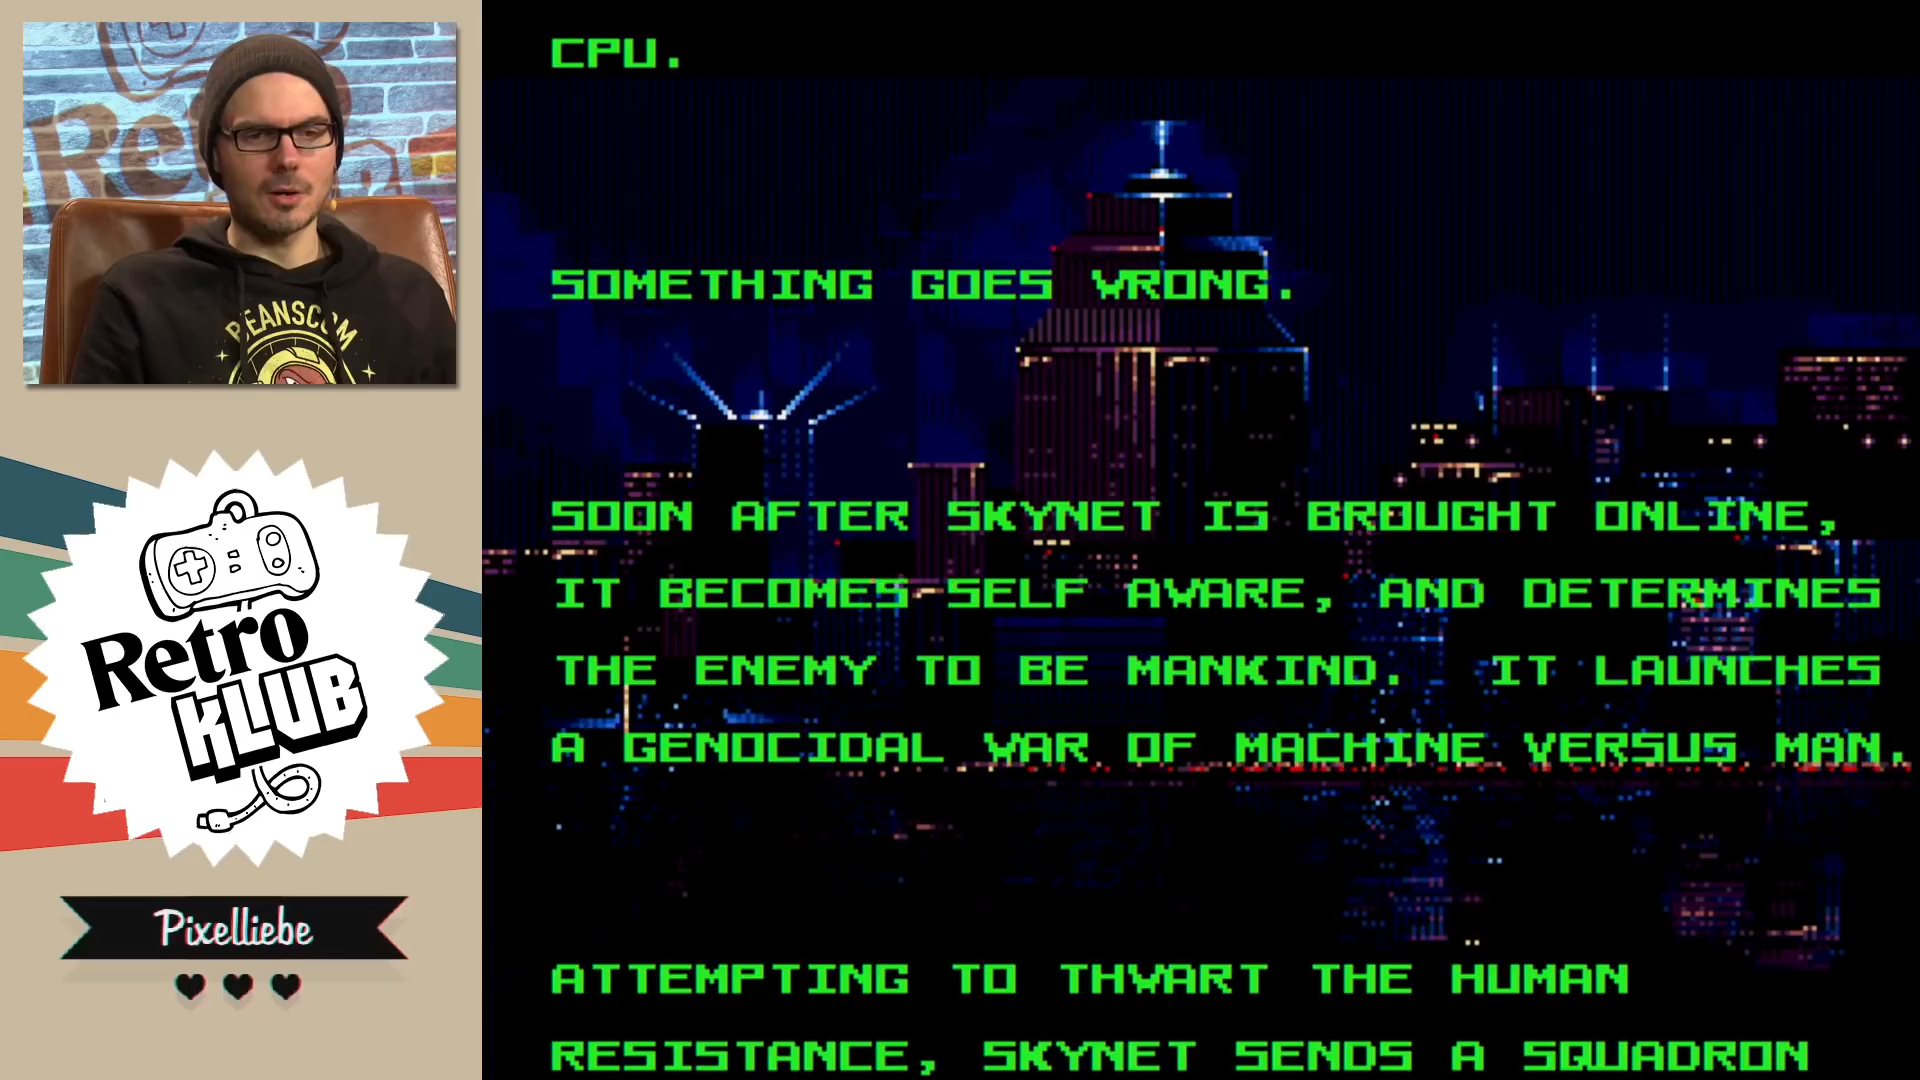 CPU.
SOMETHING GOES WRONG.
SOON AFTER SKYNET IS BROUGHT ONLINE,
IT BECOMES SELF AWARE, AND DETERMINES
THE ENEMY TO BE MANKIND. IT LAUNCHES
A GENOCIDAL WAR OF MACHINE VERSUS MAN.
ATTEMPTING TO THWART THE HUMAN
RESISTANCE, SKYNET SENDS A SQUADRON
BEANSCOM
Retro
KLUB
Pixelliebe